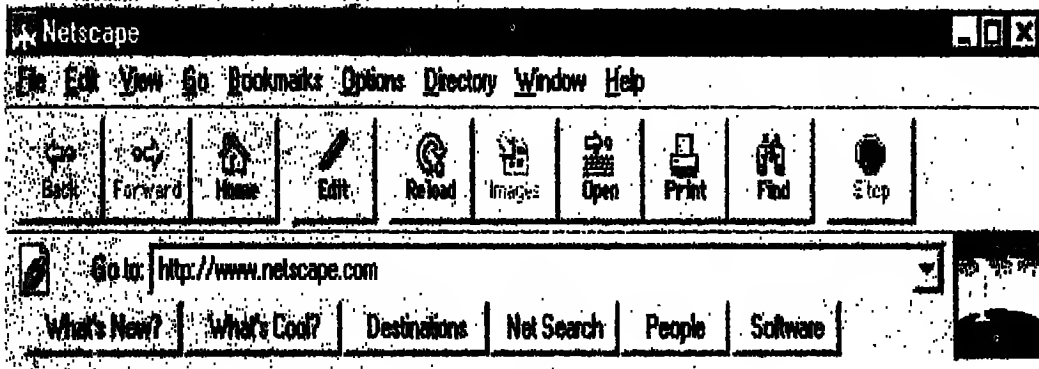 Netscape
File Edit View Go Bookmarks Options Directory Window Help
Back Forward Home Edit Reload Images Open Print Find Stop
Go to: http://www.netscape.com
What's New? What's Cool? Destinations Net Search People Software